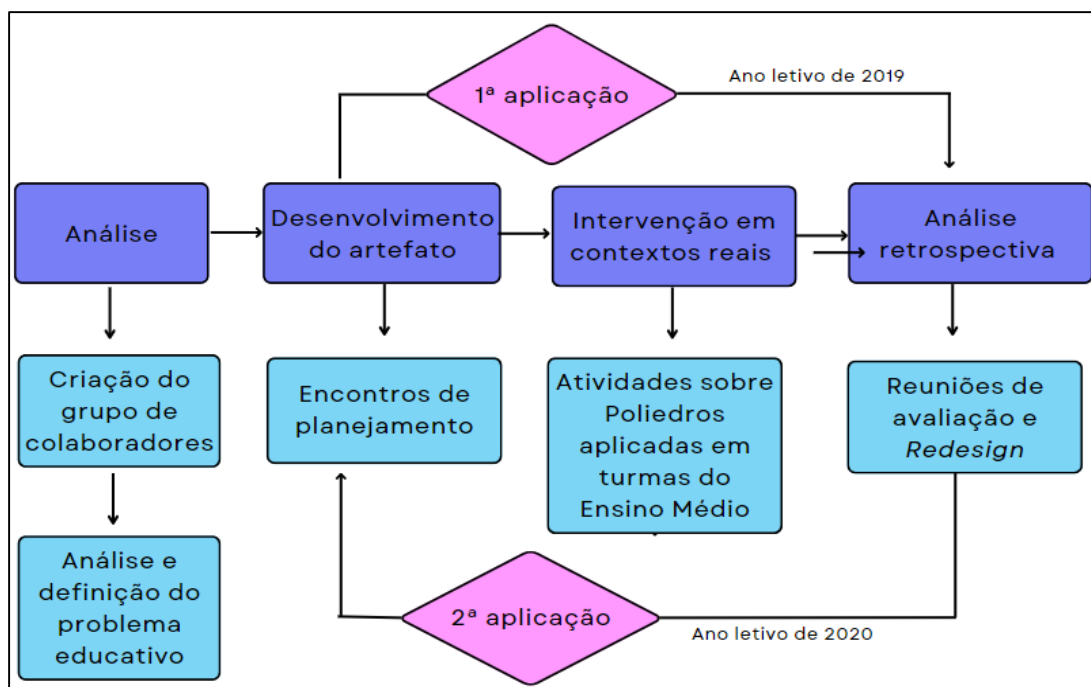 1ª aplicação
Ano letivo de 2019
Análise
Desenvolvimento
do artefato
Intervenção em
contextos reais
Análise
retrospectiva
Criação do
grupo de
colaboradores
Encontros de
planejamento
Atividades sobre
Poliedros
aplicadas em
turmas do
Ensino Médio
Reuniões de
avaliação e
Redesign
Análise e
definição do
problema
educativo
2ª aplicação
Ano letivo de 2020